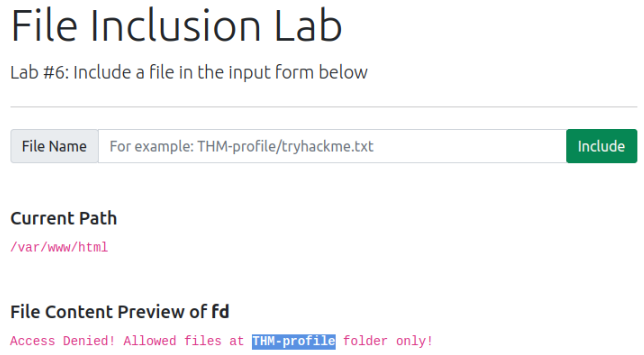 File Inclusion Lab
Lab #6: Include a file in the input form below
File Name For example: THM-profile/tryhackme.txt Include
Current Path
/var/www/html
File Content Preview of fd
Access Denied! Allowed files at THM-profile folder only!